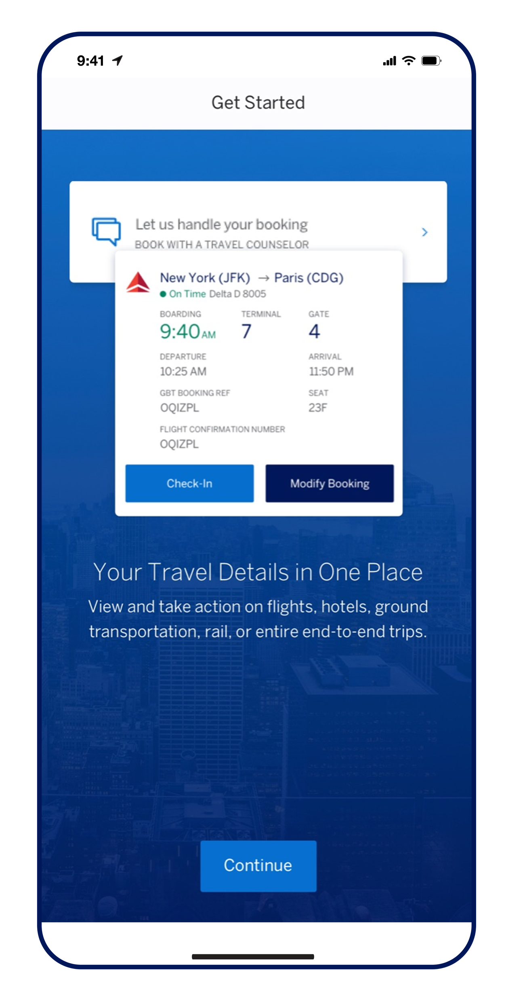 9:41
Get Started
Let us handle your booking
BOOK WITH A TRAVEL COUNSELOR
New York (JFK) → Paris (CDG)
On Time Delta D 8005
BOARDING TERMINAL GATE
9:40 AM 7 4
DEPARTURE ARRIVAL
10:25 AM 11:50 PM
GBT BOOKING REF SEAT
OQIZPL 23F
FLIGHT CONFIRMATION NUMBER
OQIZPL
Check-In Modify Booking
Your Travel Details in One Place
View and take action on flights, hotels, ground
transportation, rail, or entire end-to-end trips.
Continue